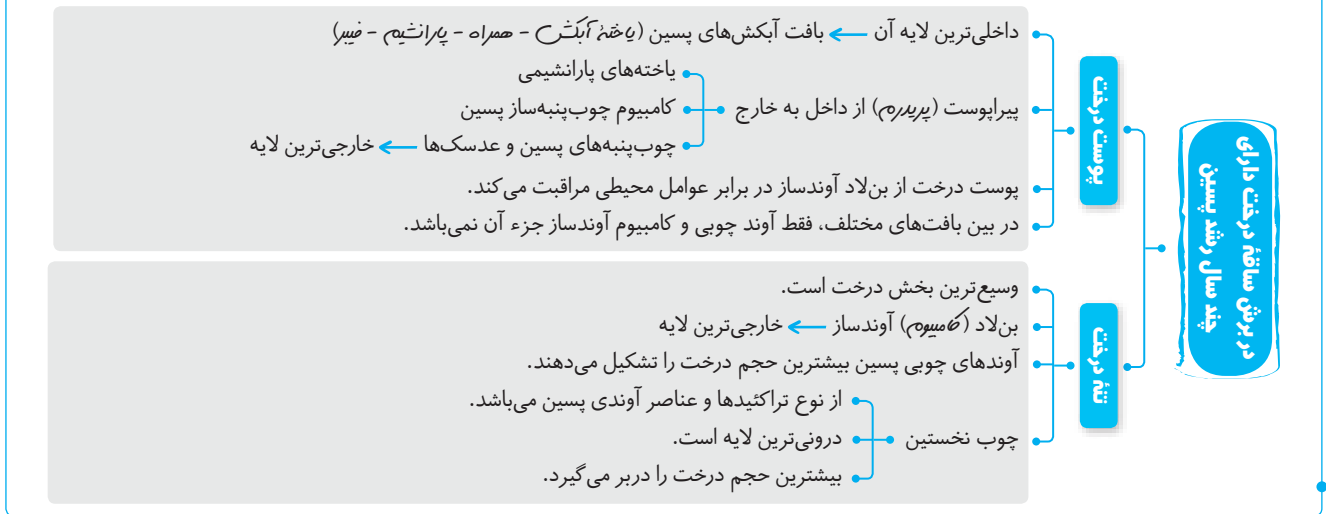 در برش ساقهٔ درخت دارای
چند سال رشد پسین
پوست درخت
داخلی‌ترین لایه آن ← بافت آبکش‌های پسین (یاختهٔ آبکش - همراه - پارانشیم - فیبر)
پیراپوست (پریدرم) از داخل به خارج
یاخته‌های پارانشیمی
کامبیوم چوب‌پنبه‌ساز پسین
چوب‌پنبه‌های پسین و عدسک‌ها ← خارجی‌ترین لایه
پوست درخت از بن‌لاد آوندساز در برابر عوامل محیطی مراقبت می‌کند.
در بین بافت‌های مختلف، فقط آوند چوبی و کامبیوم آوندساز جزء آن نمی‌باشد.
تنهٔ درخت
وسیع‌ترین بخش درخت است.
بن‌لاد (کامبیوم) آوندساز ← خارجی‌ترین لایه
آوندهای چوبی پسین بیشترین حجم درخت را تشکیل می‌دهند.
چوب نخستین
از نوع تراکئیدها و عناصر آوندی پسین می‌باشد.
درونی‌ترین لایه است.
بیشترین حجم درخت را دربر می‌گیرد.